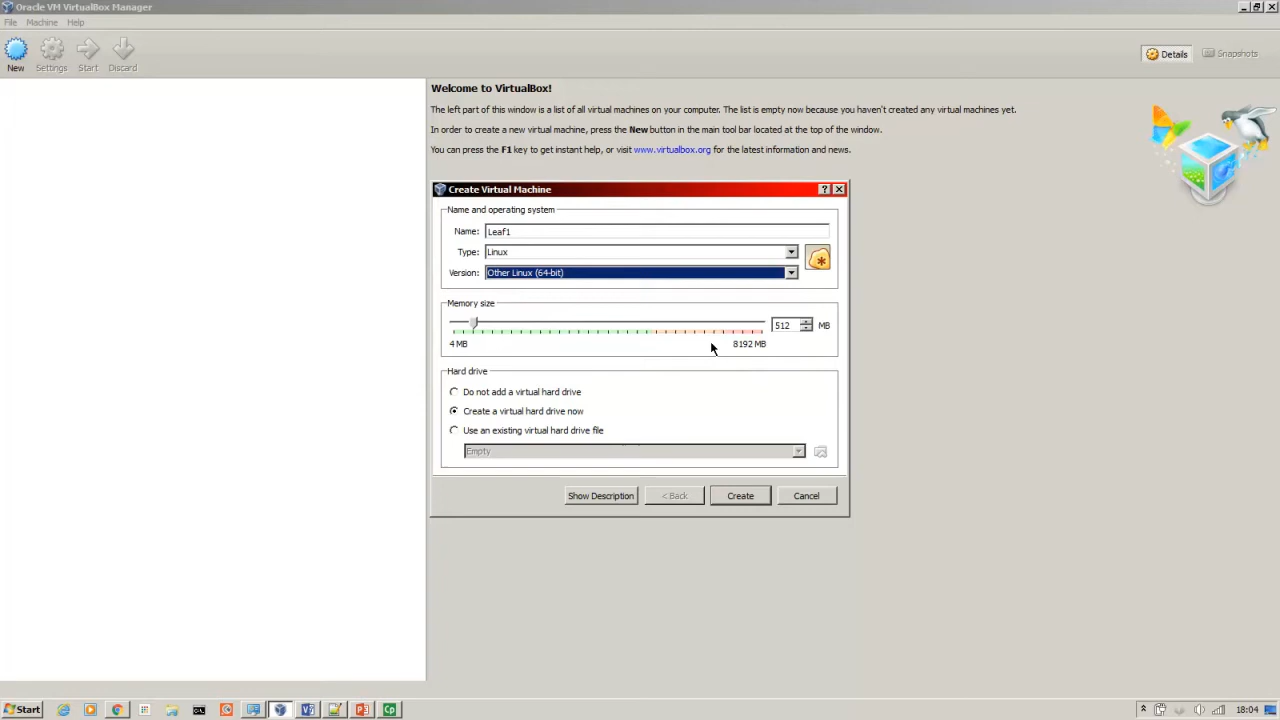 Oracle VM VirtualBox Manager
File Machine Help
New Settings Start Discard
Details Snapshots
Welcome to VirtualBox!
The left part of this window is a list of all virtual machines on your computer. The list is empty now because you haven't created any virtual machines yet.
In order to create a new virtual machine, press the New button in the main tool bar located at the top of the window.
You can press the F1 key to get instant help, or visit www.virtualbox.org for the latest information and news.
Create Virtual Machine
Name and operating system
Name: Leaf1
Type: Linux
Version: Other Linux (64-bit)
Memory size
512 MB
4 MB 8192 MB
Hard drive
Do not add a virtual hard drive
Create a virtual hard drive now
Use an existing virtual hard drive file
Empty
Show Description < Back Create Cancel
Start 18:04